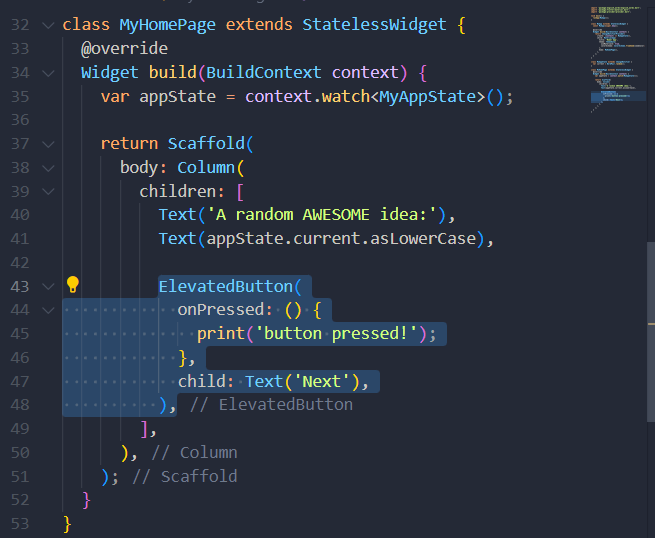 32 class MyHomePage extends StatelessWidget {
33 @override
34 Widget build(BuildContext context) {
35 var appState = context.watch<MyAppState>();
36
37 return Scaffold(
38 body: Column(
39 children: [
40 Text('A random AWESOME idea:'),
41 Text(appState.current.asLowerCase),
42
43 ElevatedButton(
44 onPressed: () {
45 print('button pressed!');
46 },
47 child: Text('Next'),
48 ), // ElevatedButton
49 ],
50 ), // Column
51 ); // Scaffold
52 }
53 }